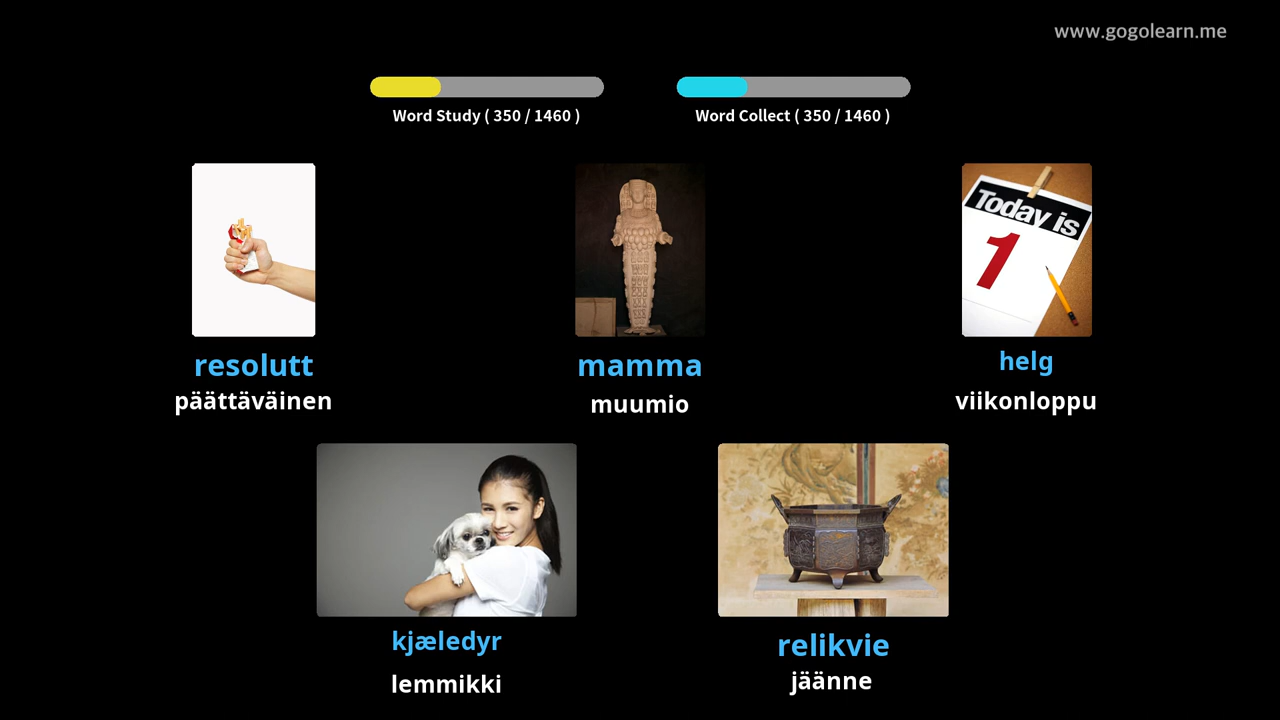 www.gogolearn.me
Word Study ( 350 / 1460 )
Word Collect ( 350 / 1460 )
Today is
1
resolutt
päättäväinen
mamma
muumio
helg
viikonloppu
kjæledyr
lemmikki
relikvie
jäänne